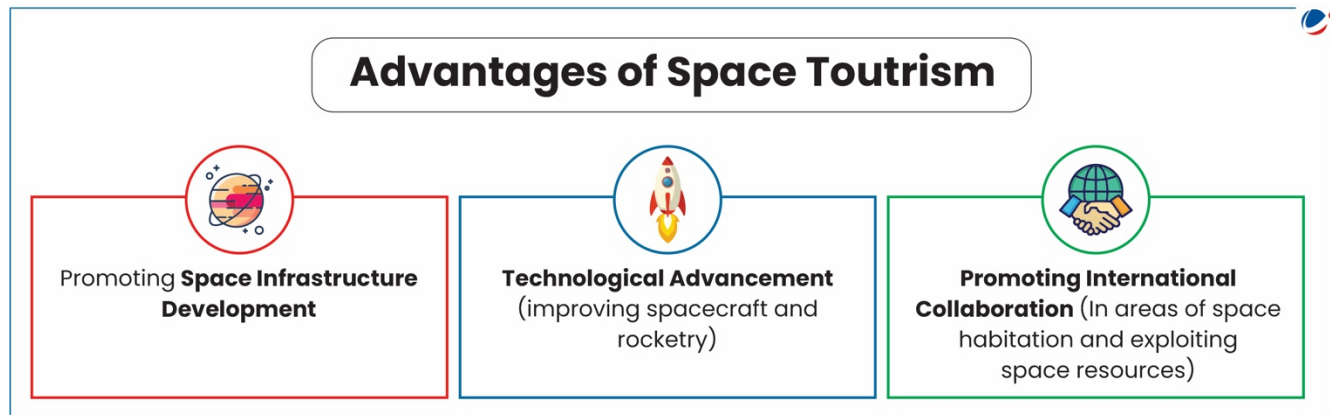 Advantages of Space Toutrism
Promoting Space Infrastructure
Development
Technological Advancement
(improving spacecraft and
rocketry)
Promoting International
Collaboration (In areas of space
habitation and exploiting
space resources)